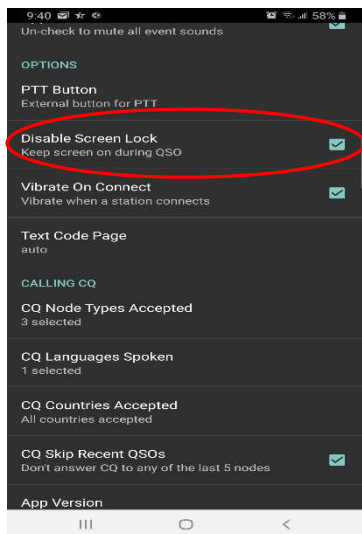 9:40 58%
Un-check to mute all event sounds
OPTIONS
PTT Button
External button for PTT
Disable Screen Lock
Keep screen on during QSO
Vibrate On Connect
Vibrate when a station connects
Text Code Page
auto
CALLING CQ
CQ Node Types Accepted
3 selected
CQ Languages Spoken
1 selected
CQ Countries Accepted
All countries accepted
CQ Skip Recent QSOs
Don't answer CQ to any of the last 5 nodes
App Version